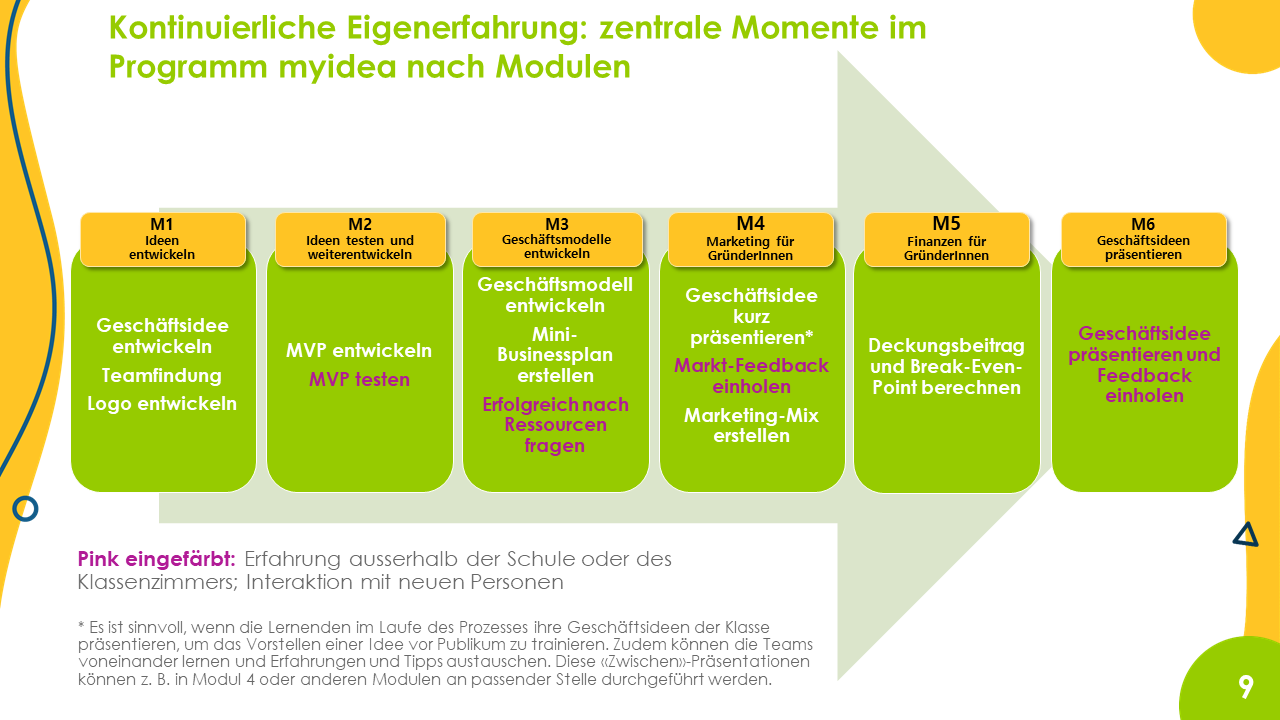 Kontinuierliche Eigenerfahrung: zentrale Momente im
Programm myidea nach Modulen
M1
Ideen
entwickeln
Geschäftsidee
entwickeln
Teamfindung
Logo entwickeln
M2
Ideen testen und
weiterentwickeln
MVP entwickeln
MVP testen
M3
Geschäftsmodelle
entwickeln
Geschäftsmodell
entwickeln
Mini-
Businessplan
erstellen
Erfolgreich nach
Ressourcen
fragen
M4
Marketing für
GründerInnen
Geschäftsidee
kurz
präsentieren*
Markt-Feedback
einholen
Marketing-Mix
erstellen
M5
Finanzen für
GründerInnen
Deckungsbeitrag
und Break-Even-
Point berechnen
M6
Geschäftsideen
präsentieren
Geschäftsidee
präsentieren und
Feedback
einholen
Pink eingefärbt: Erfahrung ausserhalb der Schule oder des
Klassenzimmers; Interaktion mit neuen Personen
* Es ist sinnvoll, wenn die Lernenden im Laufe des Prozesses ihre Geschäftsideen der Klasse
präsentieren, um das Vorstellen einer Idee vor Publikum zu trainieren. Zudem können die Teams
voneinander lernen und Erfahrungen und Tipps austauschen. Diese «Zwischen»-Präsentationen
können z. B. in Modul 4 oder anderen Modulen an passender Stelle durchgeführt werden.
9